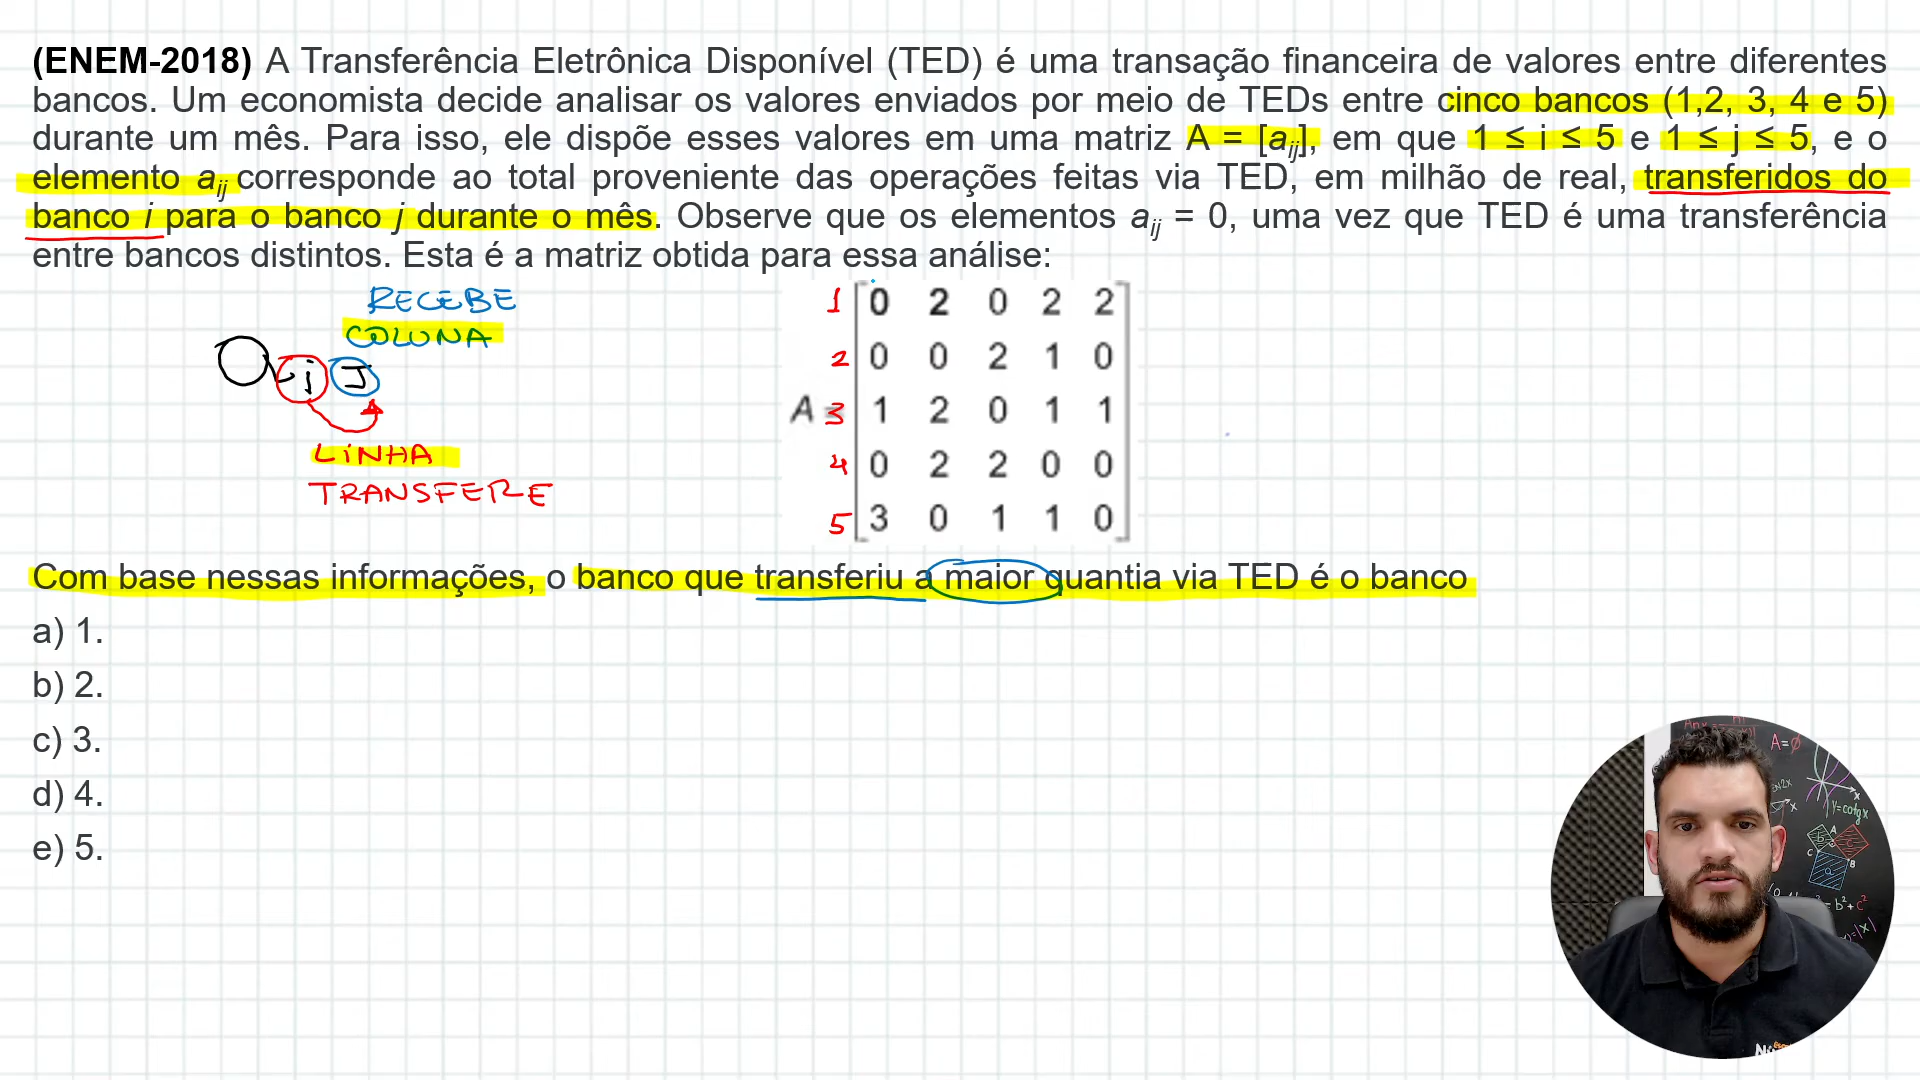 (ENEM-2018) A Transferência Eletrônica Disponível (TED) é uma transação financeira de valores entre diferentes
bancos. Um economista decide analisar os valores enviados por meio de TEDs entre cinco bancos (1,2, 3, 4 e 5)
durante um mês. Para isso, ele dispõe esses valores em uma matriz A = [aij], em que 1 ≤ i ≤ 5 e 1 ≤ j ≤ 5, e o
elemento aij corresponde ao total proveniente das operações feitas via TED, em milhão de real, transferidos do
banco i para o banco j durante o mês. Observe que os elementos aij = 0, uma vez que TED é uma transferência
entre bancos distintos. Esta é a matriz obtida para essa análise:
RECEBE
COLUNA
i J
LINHA
TRANSFERE
1 0 2 0 2 2
2 0 0 2 1 0
A = 3 1 2 0 1 1
4 0 2 2 0 0
5 3 0 1 1 0
Com base nessas informações, o banco que transferiu a maior quantia via TED é o banco
a) 1.
b) 2.
c) 3.
d) 4.
e) 5.
A=∅
y=cotgx